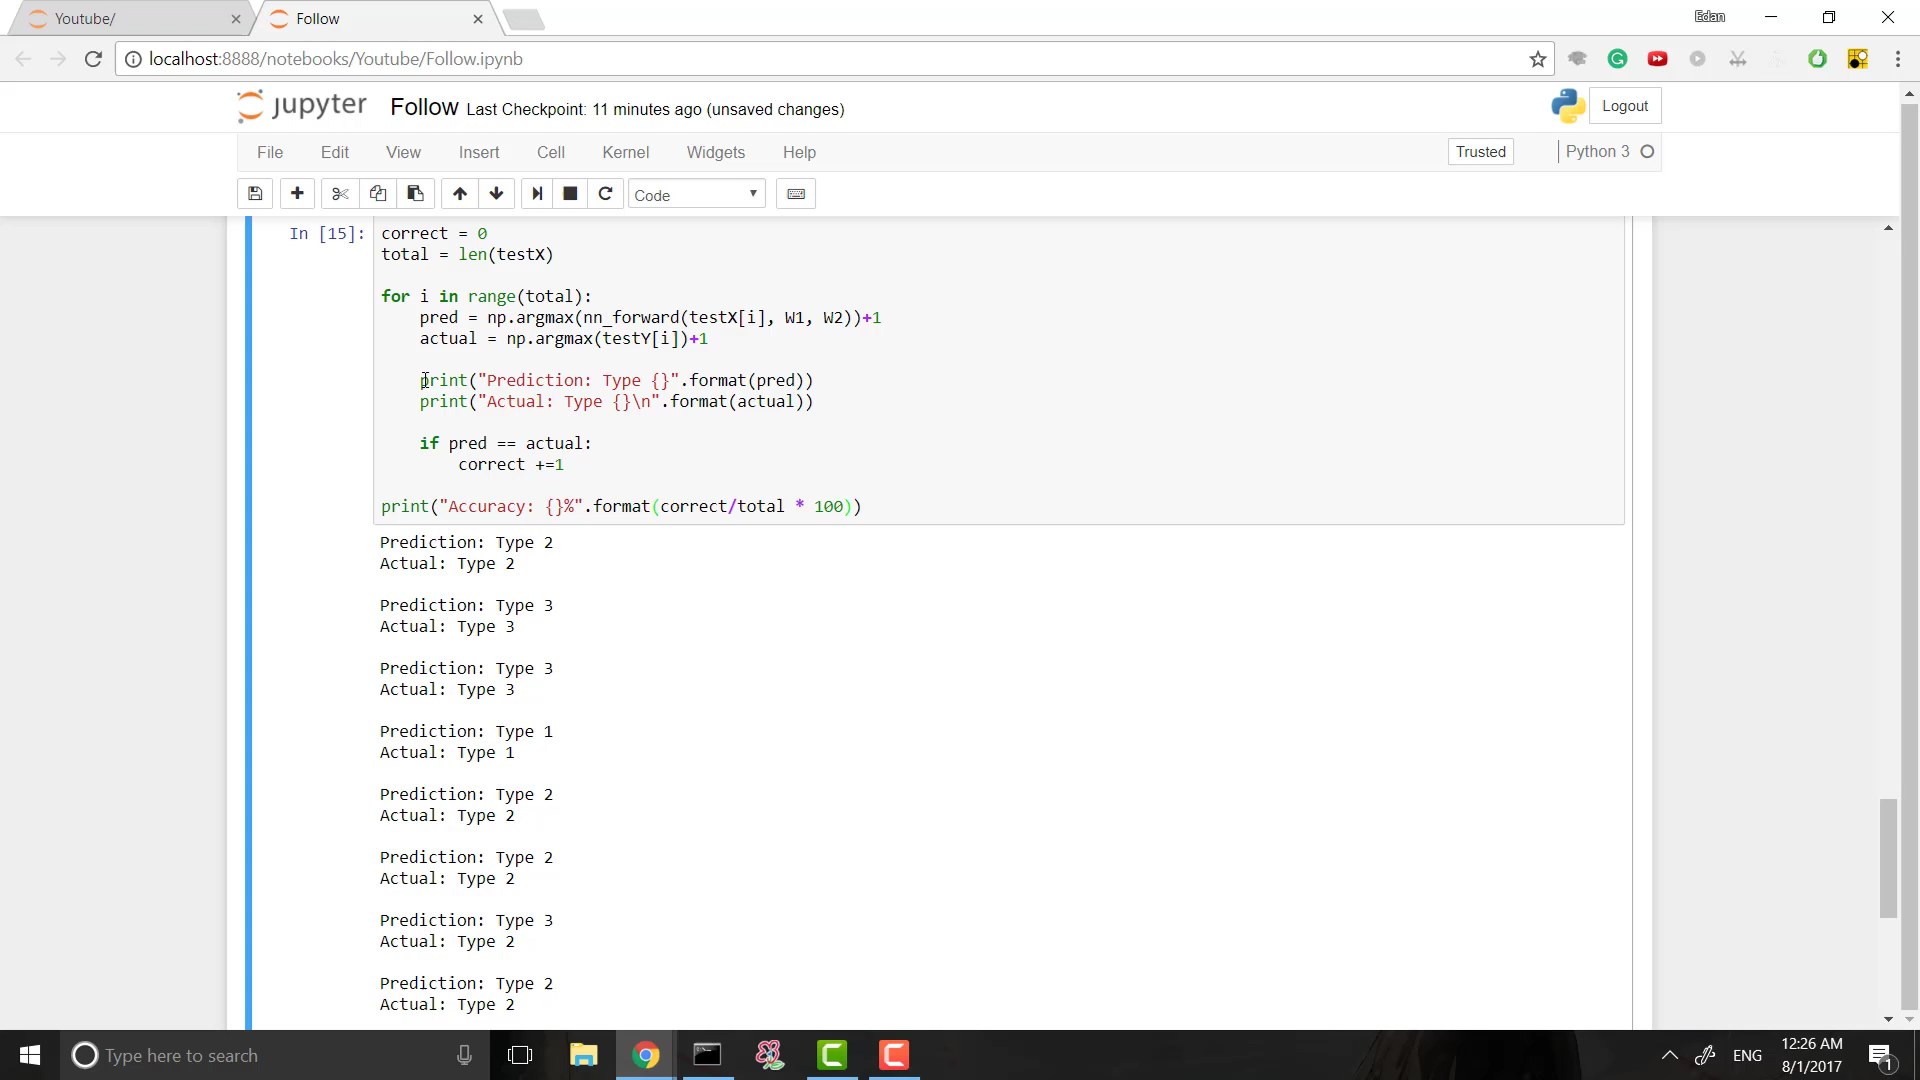 Youtube/
Follow
Edan
localhost:8888/notebooks/Youtube/Follow.ipynb
jupyter Follow Last Checkpoint: 11 minutes ago (unsaved changes)
Logout
File Edit View Insert Cell Kernel Widgets Help
Trusted
Python 3
Code
In [15]:
correct = 0
total = len(testX)
for i in range(total):
pred = np.argmax(nn_forward(testX[i], W1, W2))+1
actual = np.argmax(testY[i])+1
print("Prediction: Type {}".format(pred))
print("Actual: Type {}\n".format(actual))
if pred == actual:
correct +=1
print("Accuracy: {}%".format(correct/total * 100))
Prediction: Type 2
Actual: Type 2
Prediction: Type 3
Actual: Type 3
Prediction: Type 3
Actual: Type 3
Prediction: Type 1
Actual: Type 1
Prediction: Type 2
Actual: Type 2
Prediction: Type 2
Actual: Type 2
Prediction: Type 3
Actual: Type 2
Prediction: Type 2
Actual: Type 2
Type here to search
ENG
12:26 AM
8/1/2017
1